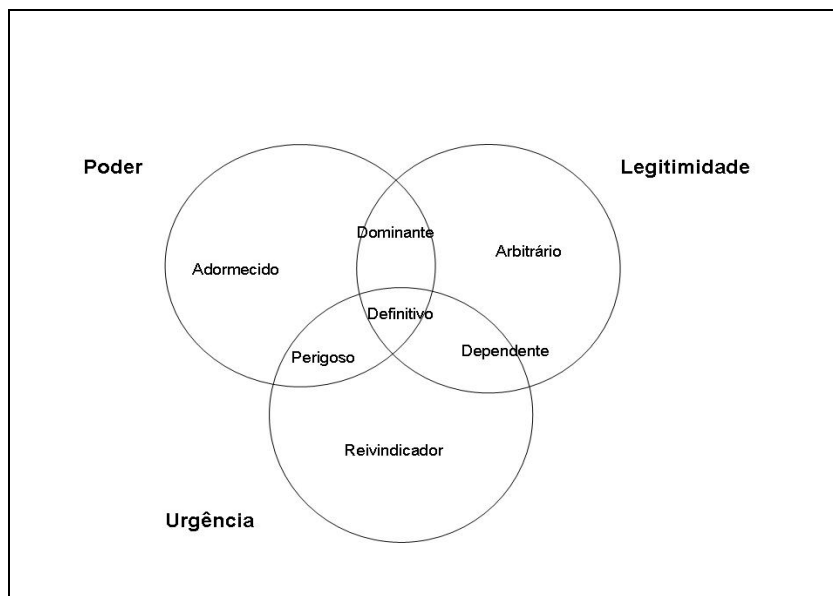 Poder
Legitimidade
Dominante
Arbitrário
Adormecido
Definitivo
Dependente
Perigoso
Reivindicador
Urgência